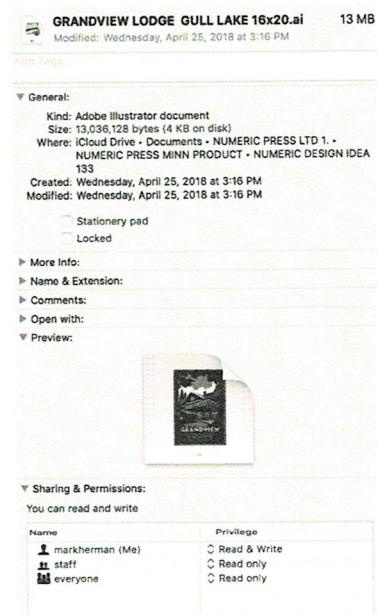 GRANDVIEW LODGE GULL LAKE 16x20.ai 13 MB
Modified: Wednesday, April 25, 2018 at 3:16 PM
Add Tags...
General:
Kind: Adobe Illustrator document
Size: 13,036,128 bytes (4 KB on disk)
Where: iCloud Drive • Documents • NUMERIC PRESS LTD 1. •
NUMERIC PRESS MINN PRODUCT • NUMERIC DESIGN IDEA
133
Created: Wednesday, April 25, 2018 at 3:16 PM
Modified: Wednesday, April 25, 2018 at 3:16 PM
Stationery pad
Locked
More Info:
Name & Extension:
Comments:
Open with:
Preview:
GRANDVIEW
Sharing & Permissions:
You can read and write
Name Privilege
markherman (Me) Read & Write
staff Read only
everyone Read only